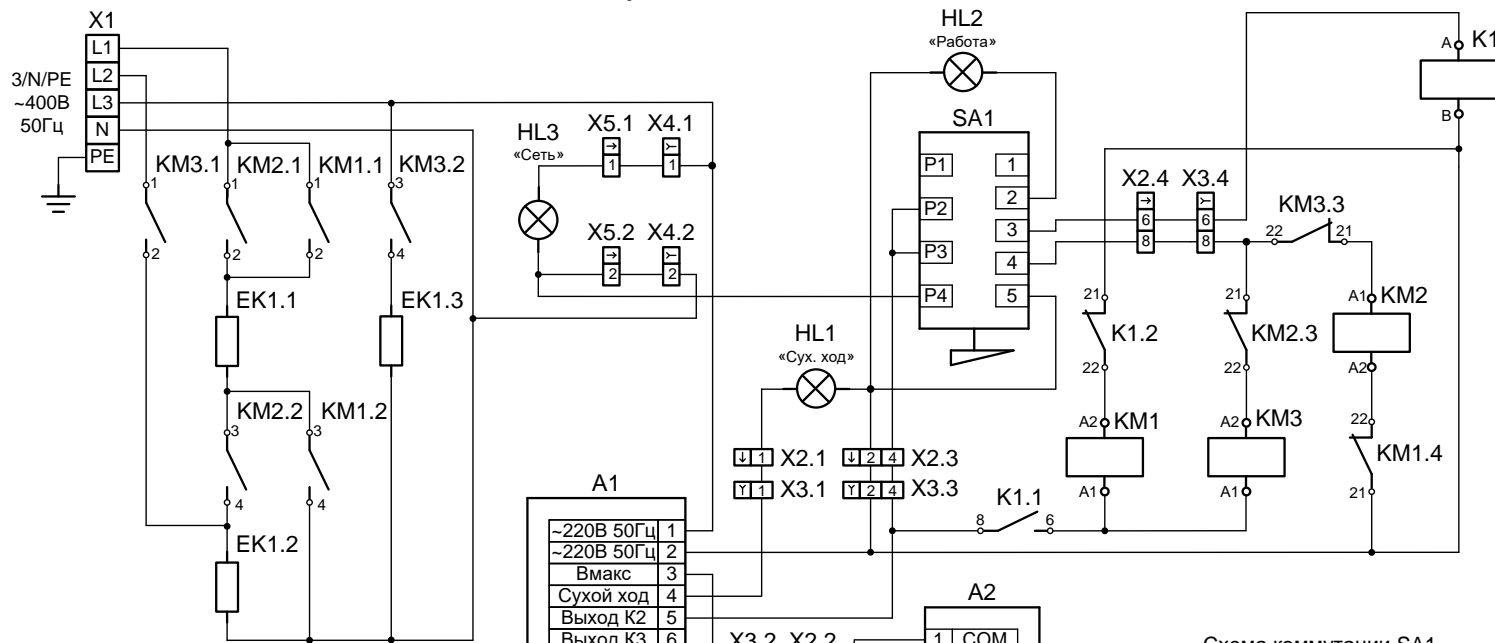 HL2
«Работа»
X1
L1
L2
L3
N
PE
3/N/PE
~400В
50Гц
A K1
B
HL3
«Сеть»
X5.1 X4.1
1 1
SA1
P1 1
P2 2
P3 3
P4 4
5
KM3.1 KM2.1 KM1.1 KM3.2
1 1 1 3
2 2 2 4
X5.2 X4.2
2 2
X2.4 X3.4
6 6
8 8
KM3.3
22 21
EK1.1 EK1.3
HL1
«Сух. ход»
21 21 A1 KM2
K1.2 KM2.3
22 22 A2
KM2.2 KM1.2
3 3
4 4
A2 KM1 A2 KM3 22
KM1.4
A1 A1 21
1 X2.1 2 4 X2.3
1 X3.1 2 4 X3.3
K1.1
8 6
A1
~220В 50Гц 1
~220В 50Гц 2
Вмакс 3
Сухой ход 4
Выход К2 5
Выход К3 6
EK1.2
A2
X3.2 X2.2
1 COM
Схема коммутации SA1